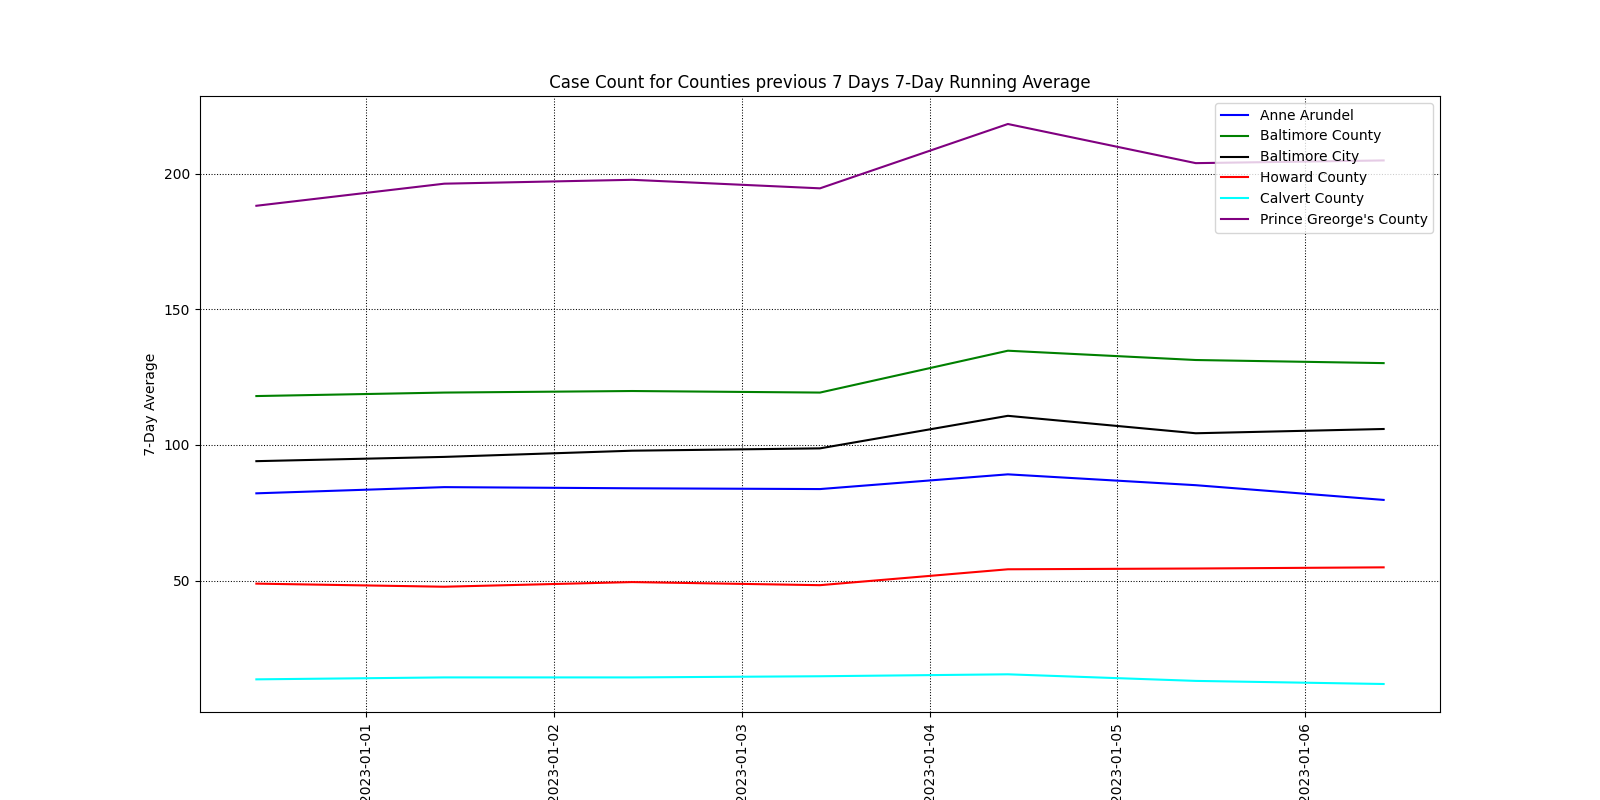 Case Count for Counties previous 7 Days 7-Day Running Average
Anne Arundel
Baltimore County
Baltimore City
Howard County
Calvert County
Prince Greorge's County
200
150
100
50
7-Day Average
2023-01-01
2023-01-02
2023-01-03
2023-01-04
2023-01-05
2023-01-06